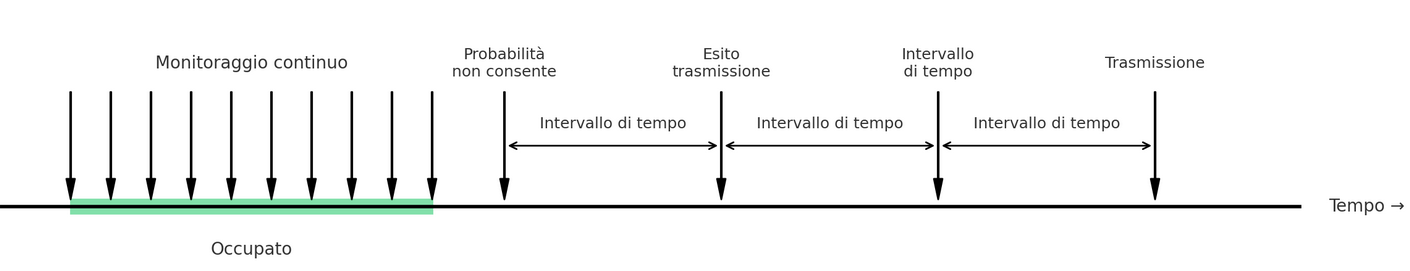 Monitoraggio continuo
Probabilità
non consente
Esito
trasmissione
Intervallo
di tempo
Trasmissione
Intervallo di tempo
Intervallo di tempo
Intervallo di tempo
Tempo →
Occupato